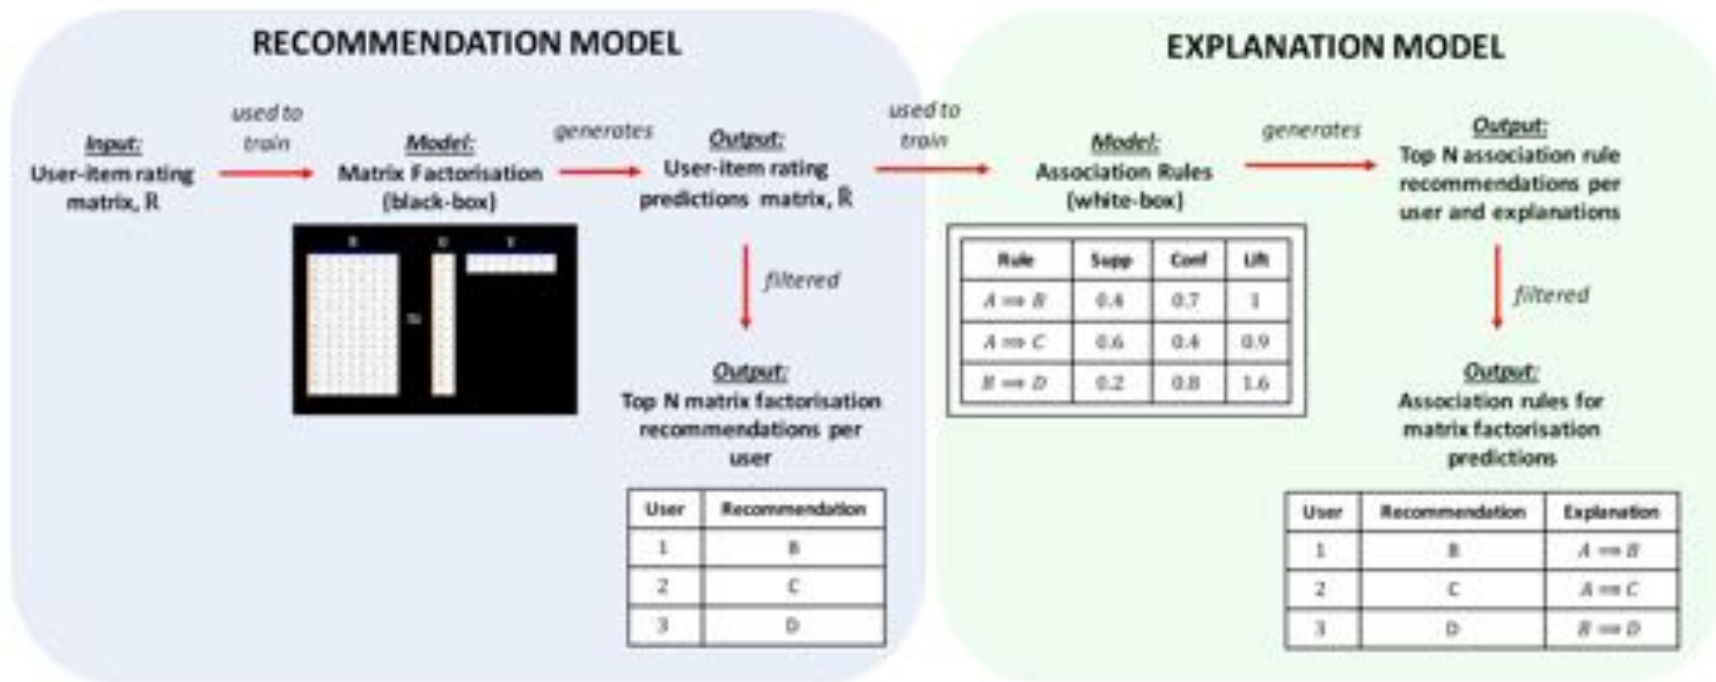 RECOMMENDATION MODEL
EXPLANATION MODEL
Input:
User-item rating
matrix, ℝ
used to
train
Model:
Matrix Factorisation
(black-box)
generates
Output:
User-item rating
predictions matrix, ℝ
filtered
Output:
Top N matrix factorisation
recommendations per
user
User Recommendation
1 B
2 C
3 D
used to
train
Model:
Association Rules
(white-box)
Rule Supp Conf Lift
A ⟹ B 0.4 0.7 1
A ⟹ C 0.6 0.4 0.9
B ⟹ D 0.2 0.8 1.6
generates
Output:
Top N association rule
recommendations per
user and explanations
filtered
Output:
Association rules for
matrix factorisation
predictions
User Recommendation Explanation
1 B A ⟹ B
2 C A ⟹ C
3 D B ⟹ D